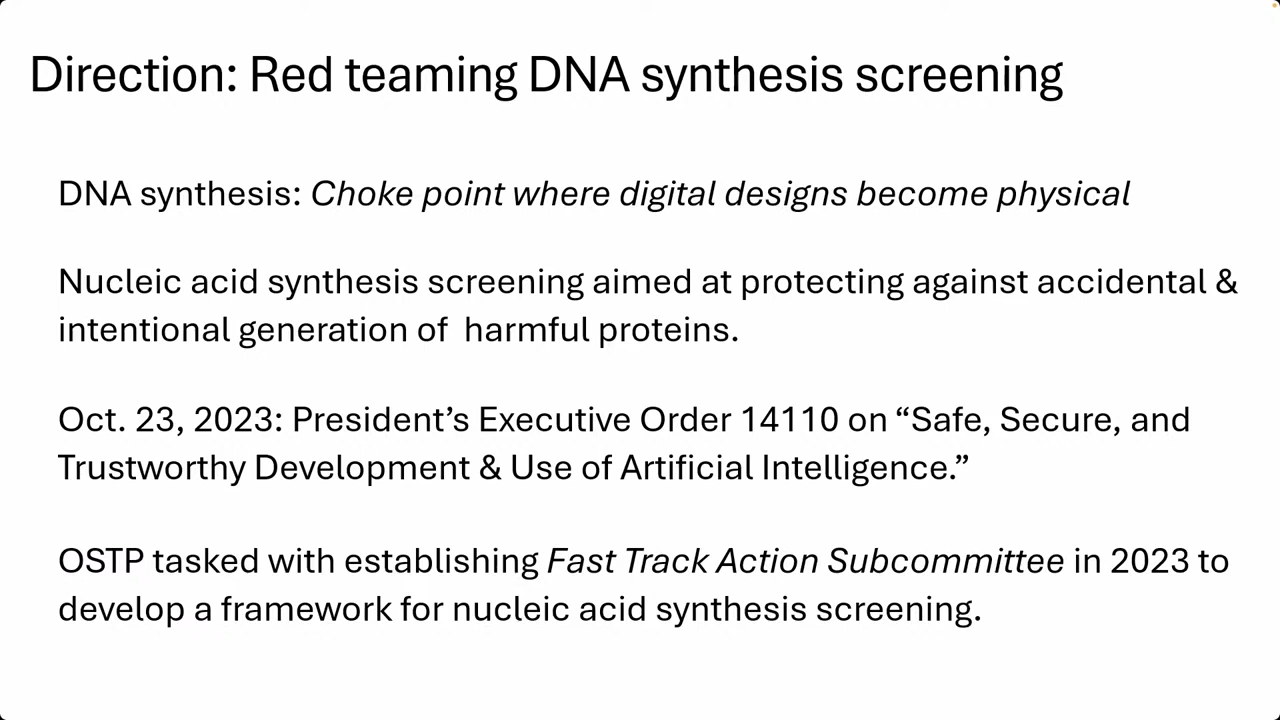 Direction: Red teaming DNA synthesis screening
DNA synthesis: Choke point where digital designs become physical
Nucleic acid synthesis screening aimed at protecting against accidental &
intentional generation of  harmful proteins.
Oct. 23, 2023: President’s Executive Order 14110 on “Safe, Secure, and
Trustworthy Development & Use of Artificial Intelligence.”
OSTP tasked with establishing Fast Track Action Subcommittee in 2023 to
develop a framework for nucleic acid synthesis screening.